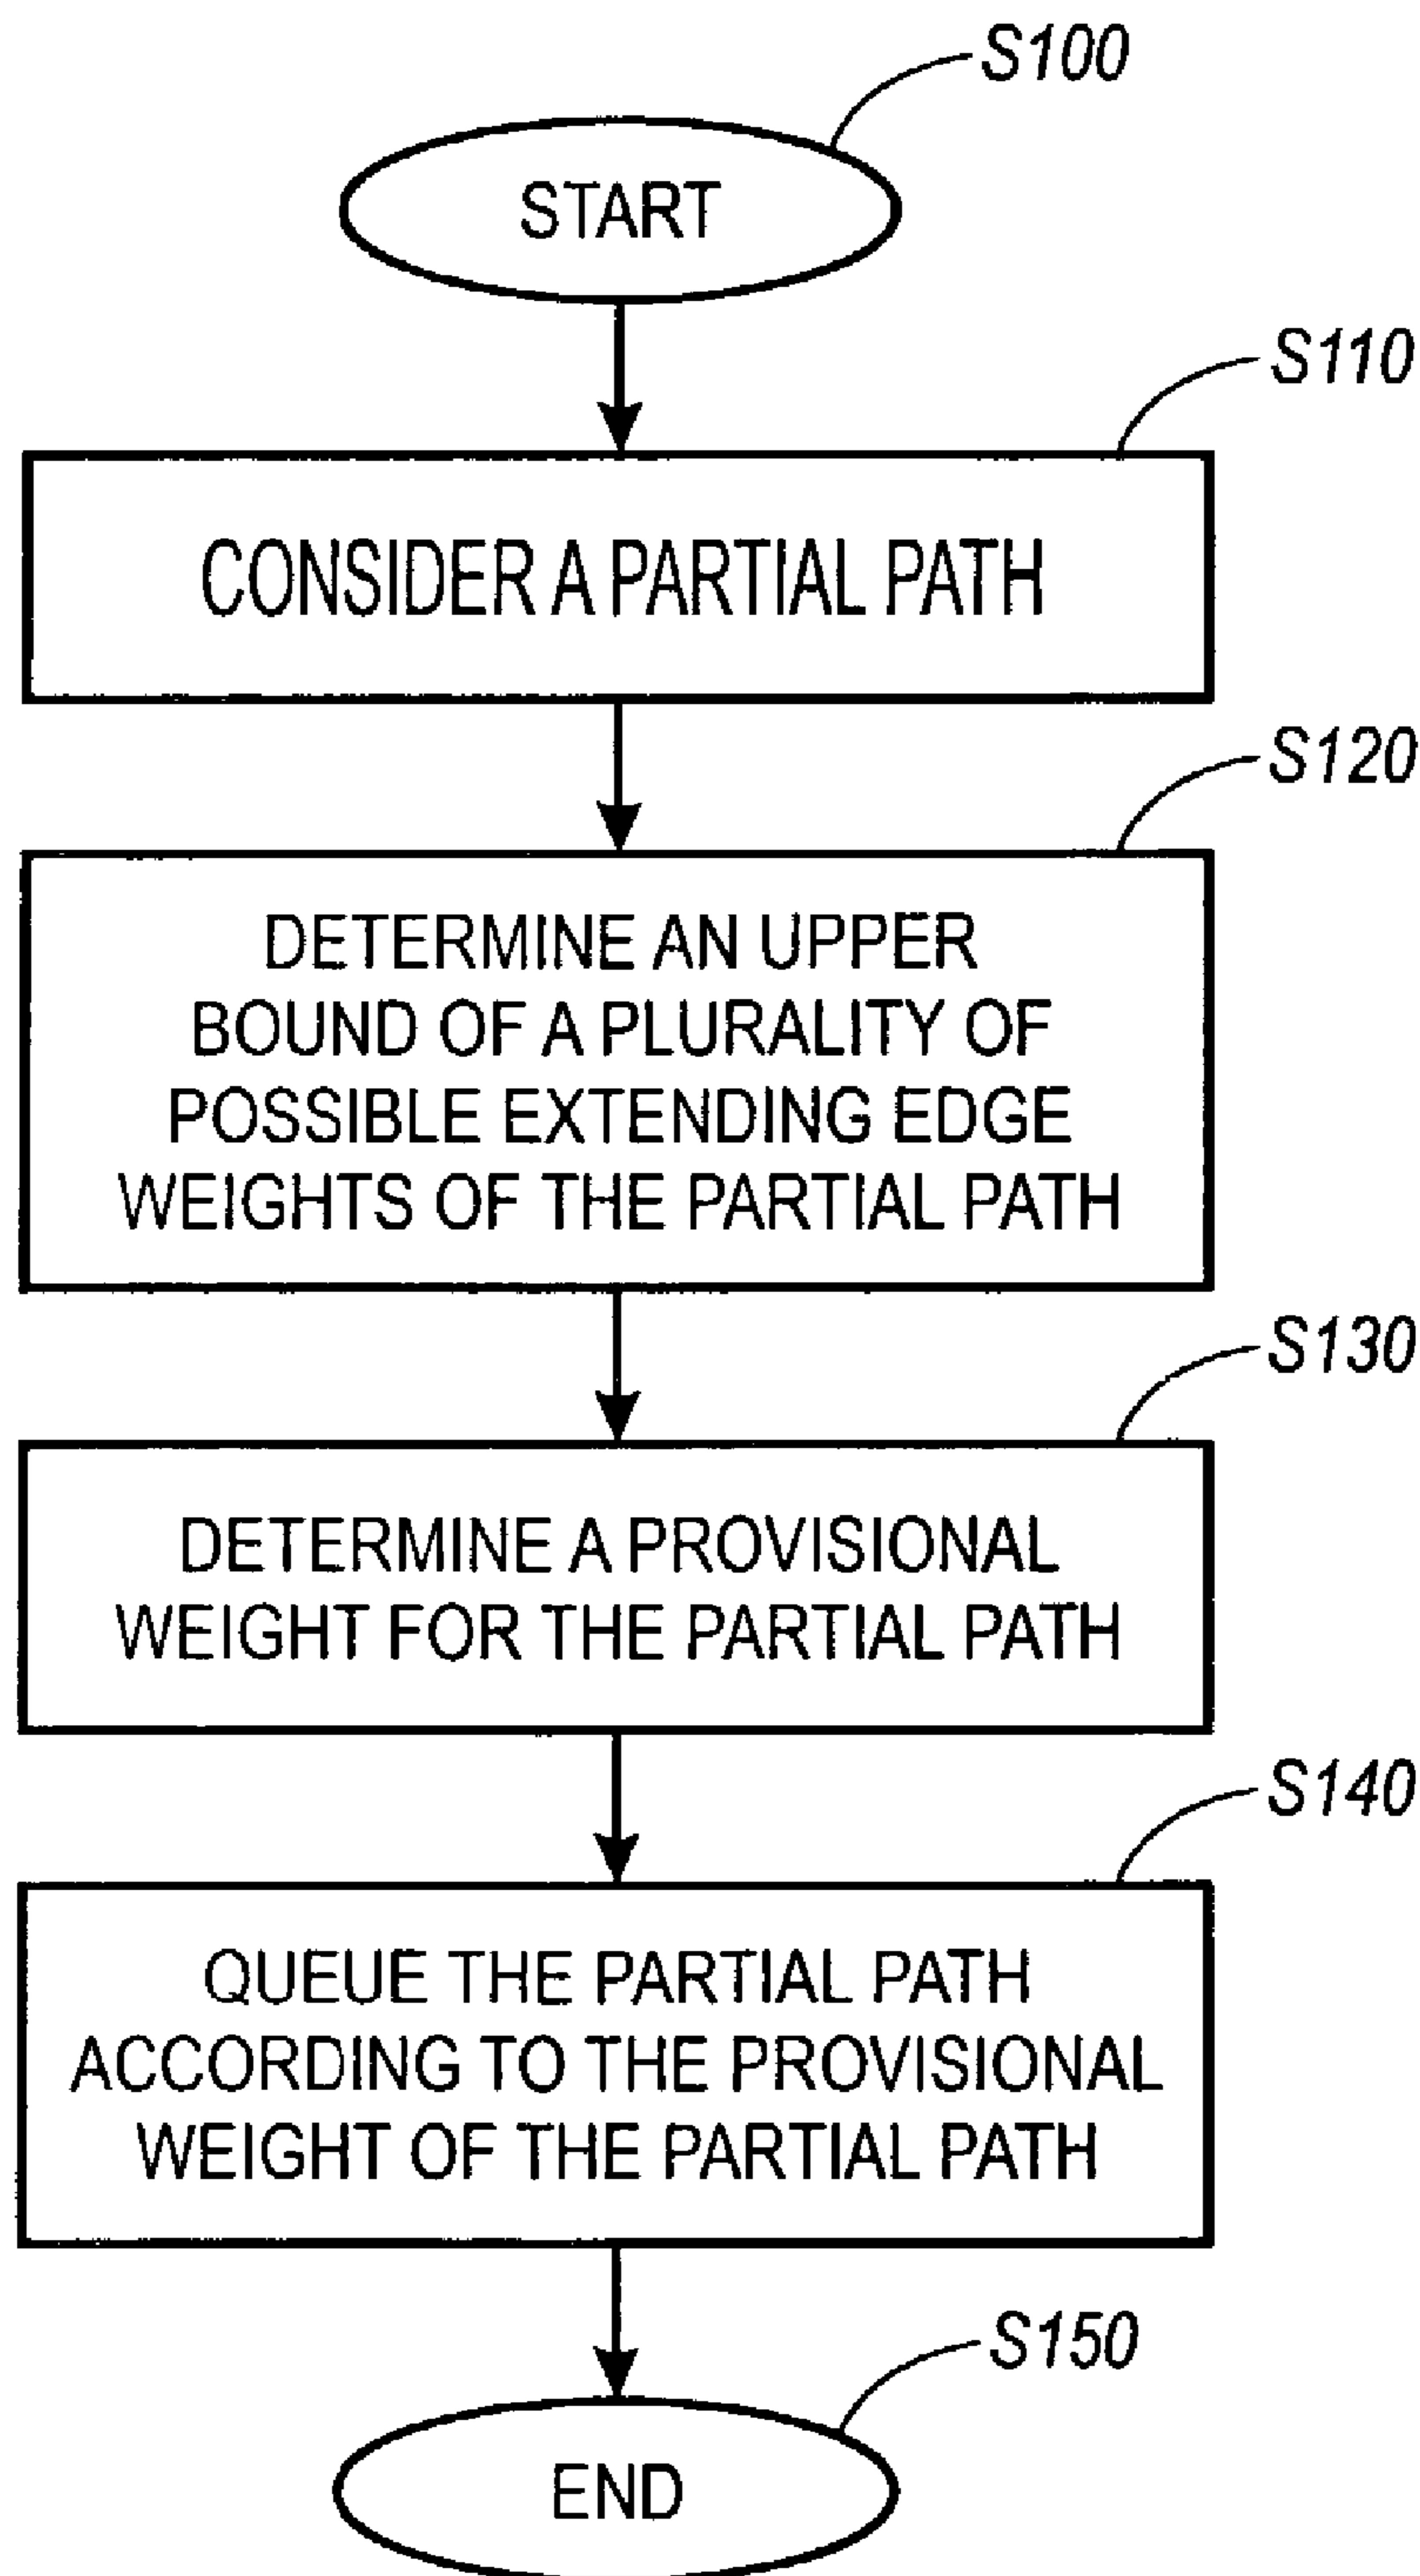 S100
START
S110
CONSIDER A PARTIAL PATH
S120
DETERMINE AN UPPER
BOUND OF A PLURALITY OF
POSSIBLE EXTENDING EDGE
WEIGHTS OF THE PARTIAL PATH
S130
DETERMINE A PROVISIONAL
WEIGHT FOR THE PARTIAL PATH
S140
QUEUE THE PARTIAL PATH
ACCORDING TO THE PROVISIONAL
WEIGHT OF THE PARTIAL PATH
S150
END